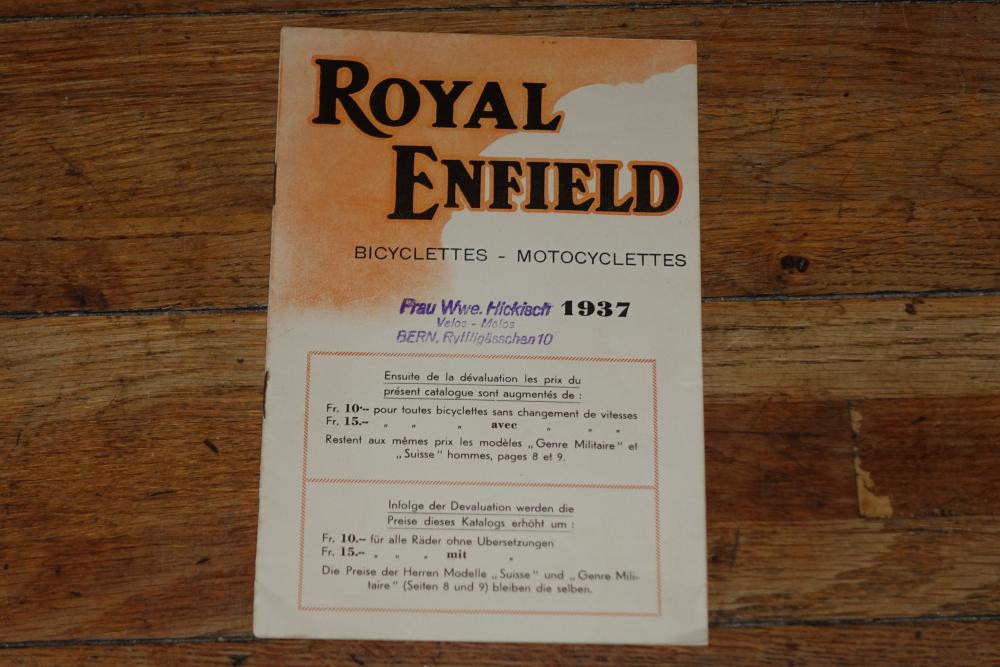 ROYAL
ENFIELD
BICYCLETTES - MOTOCYCLETTES
Frau Wwe. Hickisch 1937
Velos - Motos
BERN, Ryffligässchen 10
Ensuite de la dévaluation les prix du
présent catalogue sont augmentés de :
Fr. 10.-- pour toutes bicyclettes sans changement de vitesses
Fr. 15.-- „ „ „ avec „ „ „
Restent aux mêmes prix les modèles „Genre Militaire" et
„Suisse" hommes, pages 8 et 9.
Infolge der Devaluation werden die
Preise dieses Katalogs erhöht um :
Fr. 10.-- für alle Räder ohne Ubersetzungen
Fr. 15.-- „ „ „ mit „
Die Preise der Herren Modelle „Suisse" und „Genre Mili-
taire" (Seiten 8 und 9) bleiben die selben.